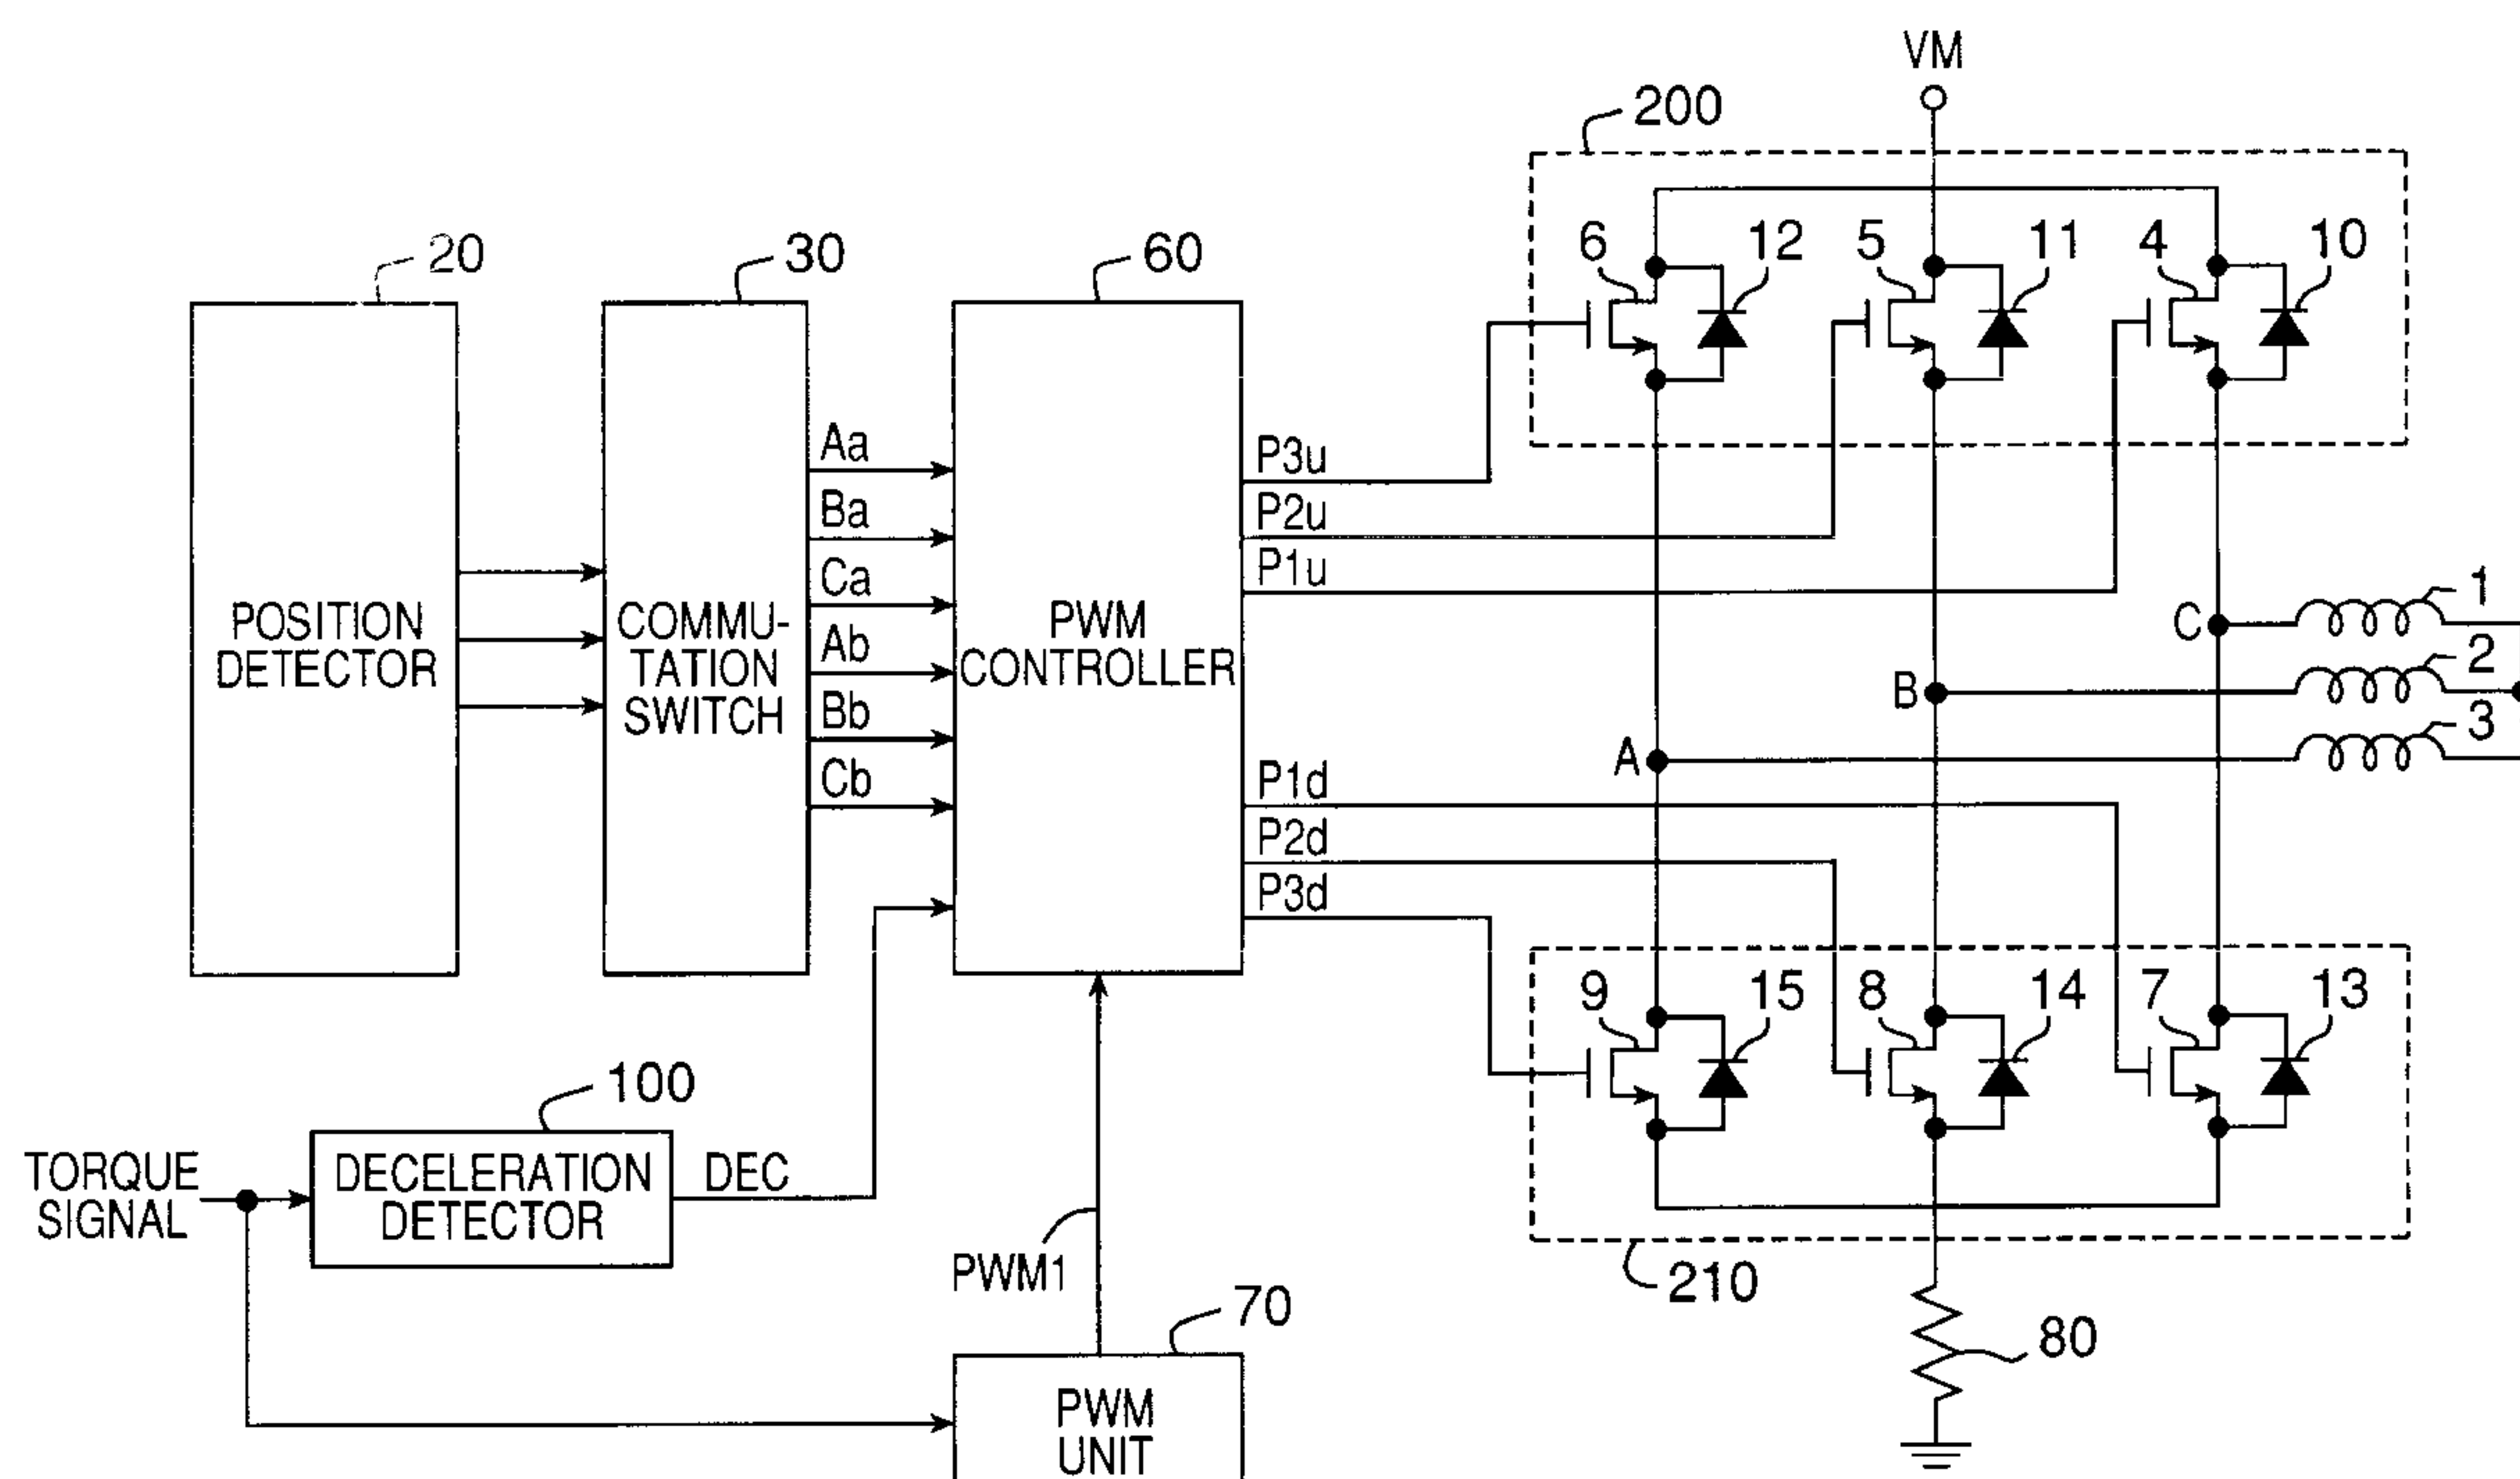 VM
200
6
12
5
11
4
10
20
30
60
Aa
Ba
Ca
Ab
Bb
Cb
P3u
P2u
P1u
POSITION
DETECTOR
COMMU-
TATION
SWITCH
PWM
CONTROLLER
C
1
B
2
A
3
P1d
P2d
P3d
9
15
8
14
7
13
100
TORQUE
SIGNAL
DECELERATION
DETECTOR
DEC
PWM1
210
70
80
PWM
UNIT